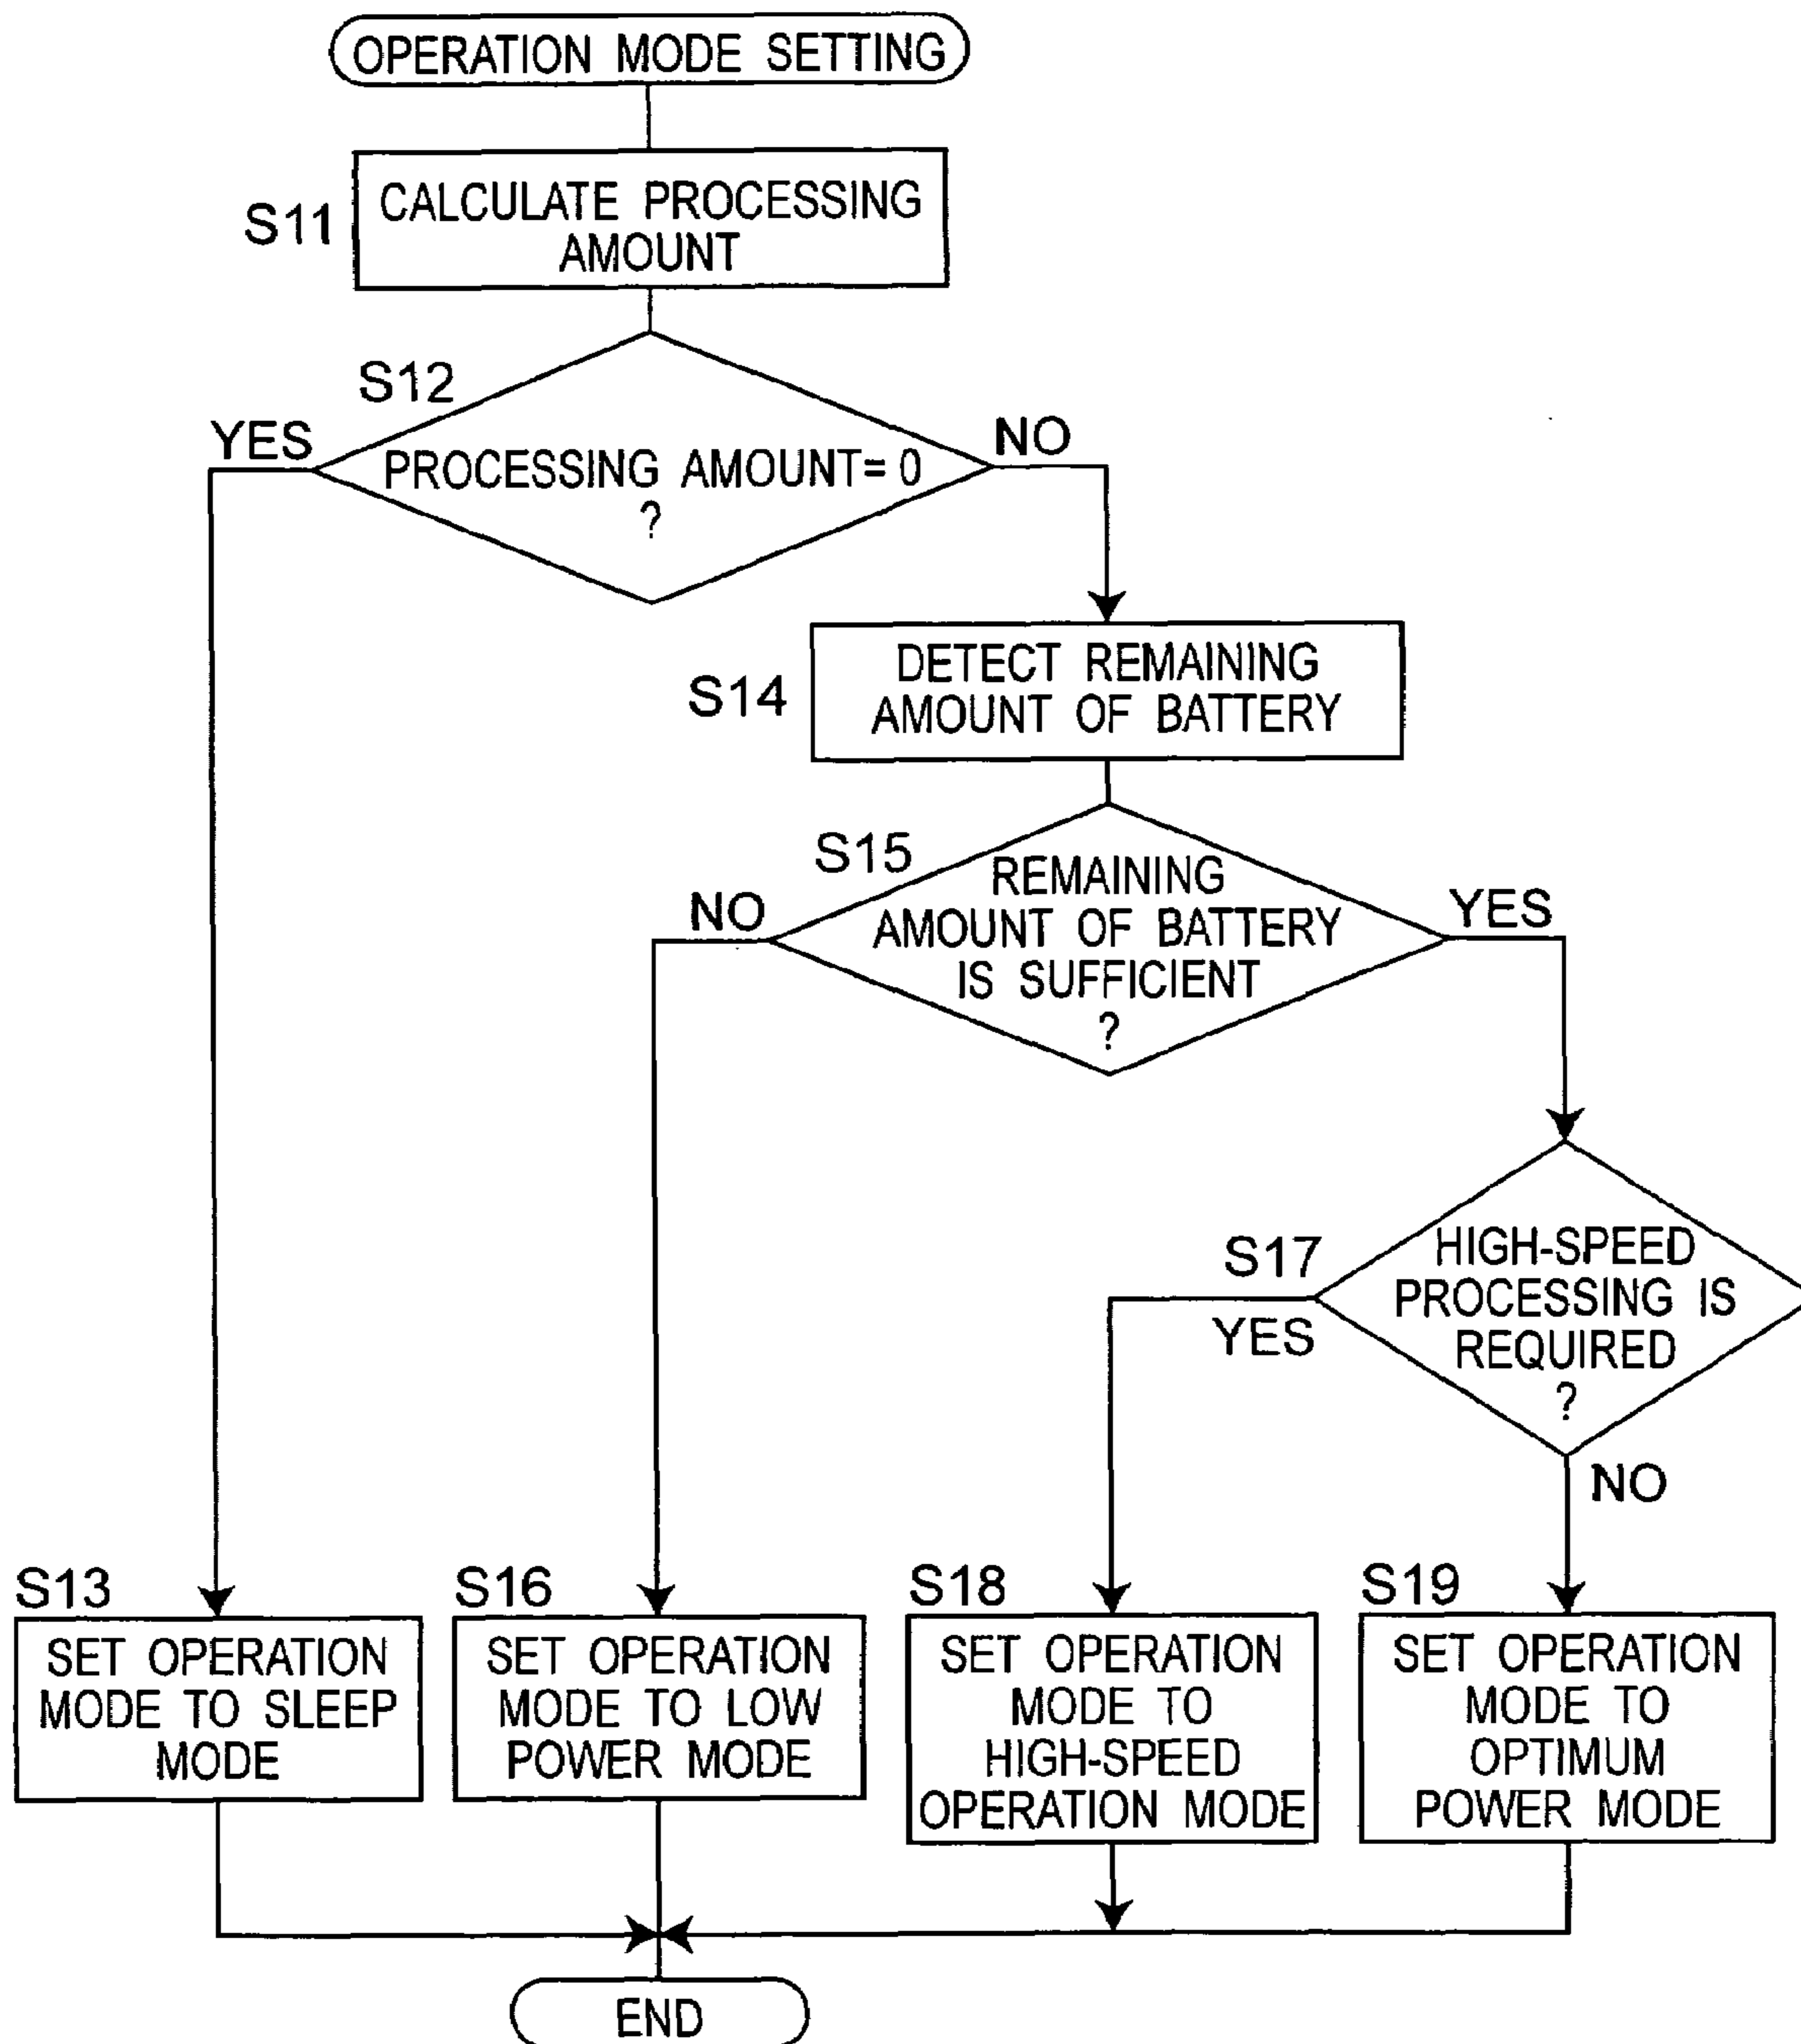 OPERATION MODE SETTING
S11
CALCULATE PROCESSING
AMOUNT
S12
YES
NO
PROCESSING AMOUNT= 0
?
S14
DETECT REMAINING
AMOUNT OF BATTERY
S15
NO
YES
REMAINING
AMOUNT OF BATTERY
IS SUFFICIENT
?
S17
YES
HIGH-SPEED
PROCESSING IS
REQUIRED
?
NO
S13
SET OPERATION
MODE TO SLEEP
MODE
S16
SET OPERATION
MODE TO LOW
POWER MODE
S18
SET OPERATION
MODE TO
HIGH-SPEED
OPERATION MODE
S19
SET OPERATION
MODE TO
OPTIMUM
POWER MODE
END